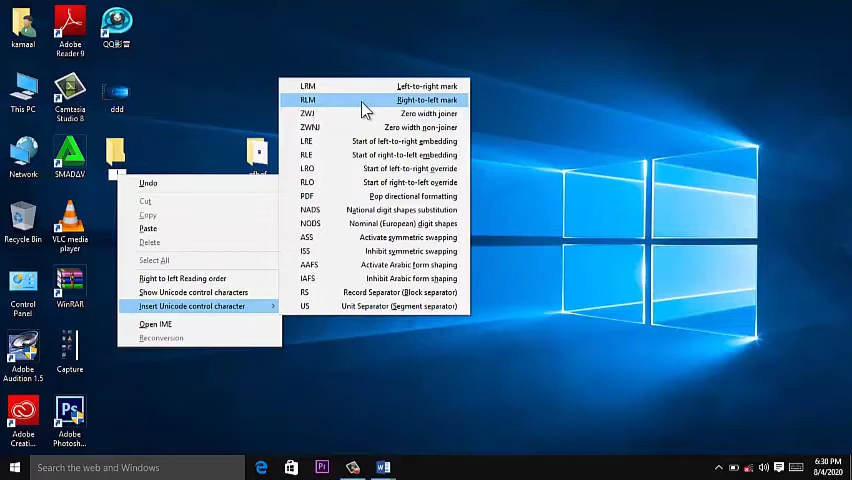 kamaal
Adobe
Reader 9
QQ影音
This PC
Camtasia
Studio 8
ddd
Network
SMADΔV
Recycle Bin
VLC media
player
Control
Panel
WinRAR
Adobe
Audition 1.5
Capture
Adobe
Creati...
Adobe
Photosh...
Undo
Cut
Copy
Paste
Delete
Select All
Right to left Reading order
Show Unicode control characters
Insert Unicode control character
Open IME
Reconversion
LRM Left-to-right mark
RLM Right-to-left mark
ZWJ Zero width joiner
ZWNJ Zero width non-joiner
LRE Start of left-to-right embedding
RLE Start of right-to-left embedding
LRO Start of left-to-right override
RLO Start of right-to-left override
PDF Pop directional formatting
NADS National digit shapes substitution
NODS Nominal (European) digit shapes
ASS Activate symmetric swapping
ISS Inhibit symmetric swapping
AAFS Activate Arabic form shaping
IAFS Inhibit Arabic form shaping
RS Record Separator (Block separator)
US Unit Separator (Segment separator)
Search the web and Windows
Pr
6:30 PM
8/4/2020